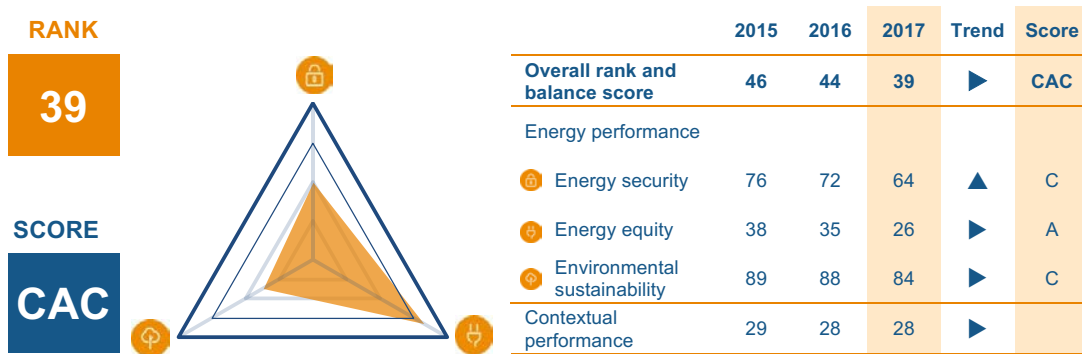 RANK
39
SCORE
CAC
2015 2016 2017 Trend Score
Overall rank and
balance score 46 44 39 CAC
Energy performance
Energy security 76 72 64 C
Energy equity 38 35 26 A
Environmental
sustainability 89 88 84 C
Contextual
performance 29 28 28